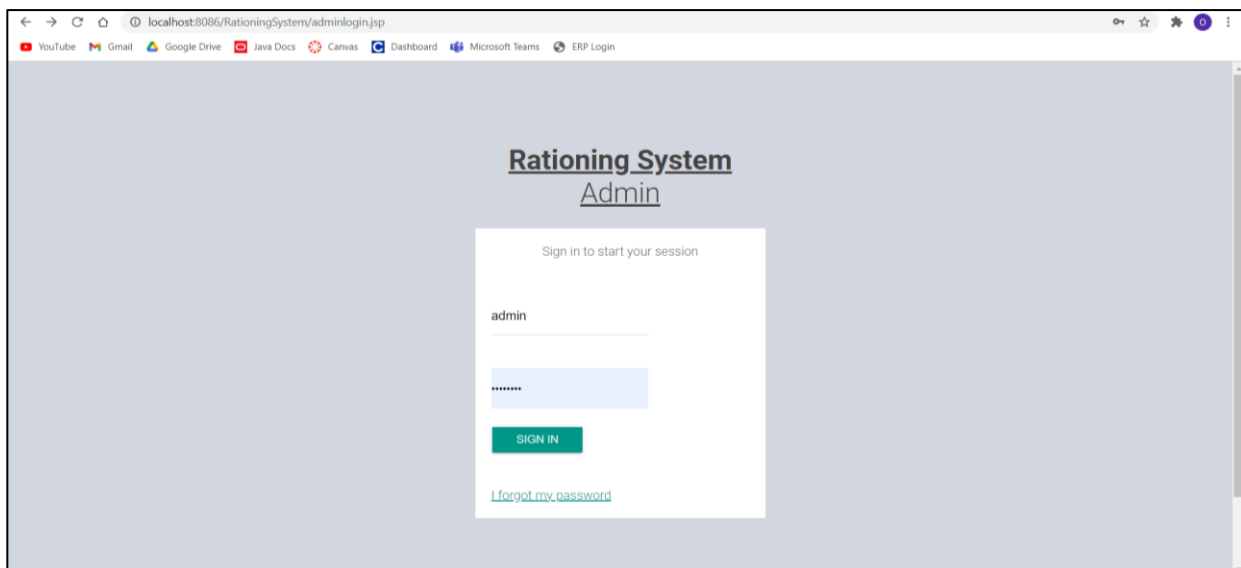 localhost:8086/RationingSystem/adminlogin.jsp
O
YouTube Gmail Google Drive Java Docs Canvas C Dashboard Microsoft Teams ERP Login
Rationing System
Admin
Sign in to start your session
admin
••••••••
SIGN IN
I forgot my password